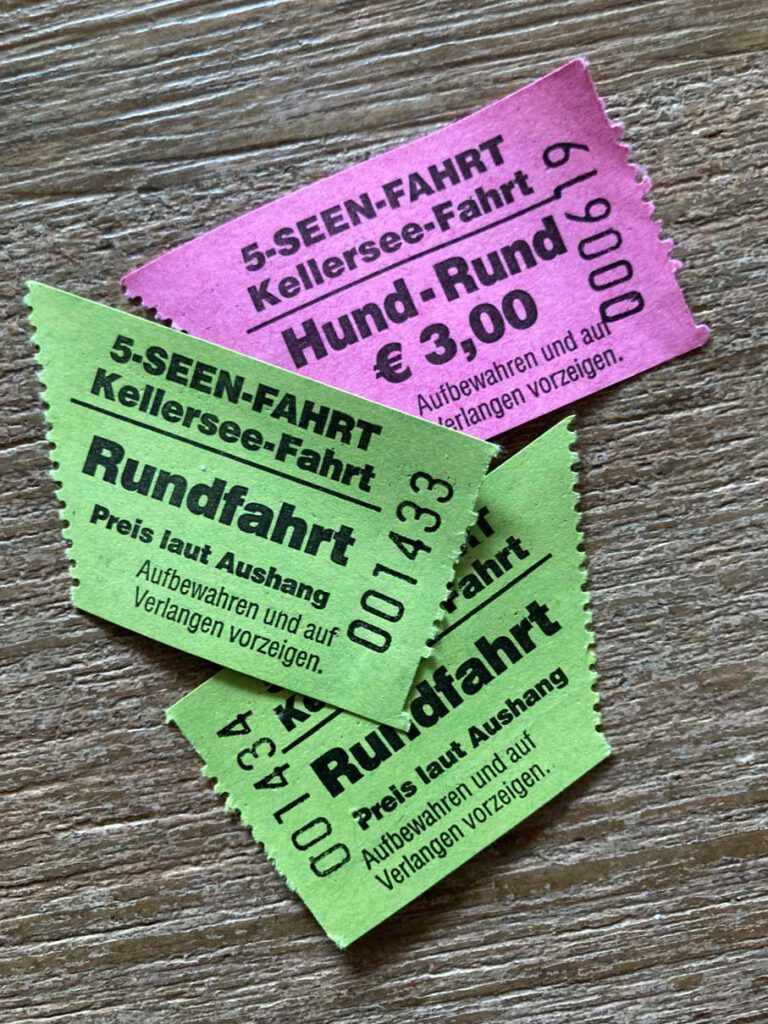 5-SEEN-FAHRT
Kellersee-Fahrt
Hund-Rund
€ 3,00
Aufbewahren und auf
Verlangen vorzeigen.
5-SEEN-FAHRT
Kellersee-Fahrt
Rundfahrt
Preis laut Aushang
Aufbewahren und auf
Verlangen vorzeigen.
001433
Fahrt
Rundfahrt
Preis laut Aushang
Aufbewahren und auf
Verlangen vorzeigen.
001434